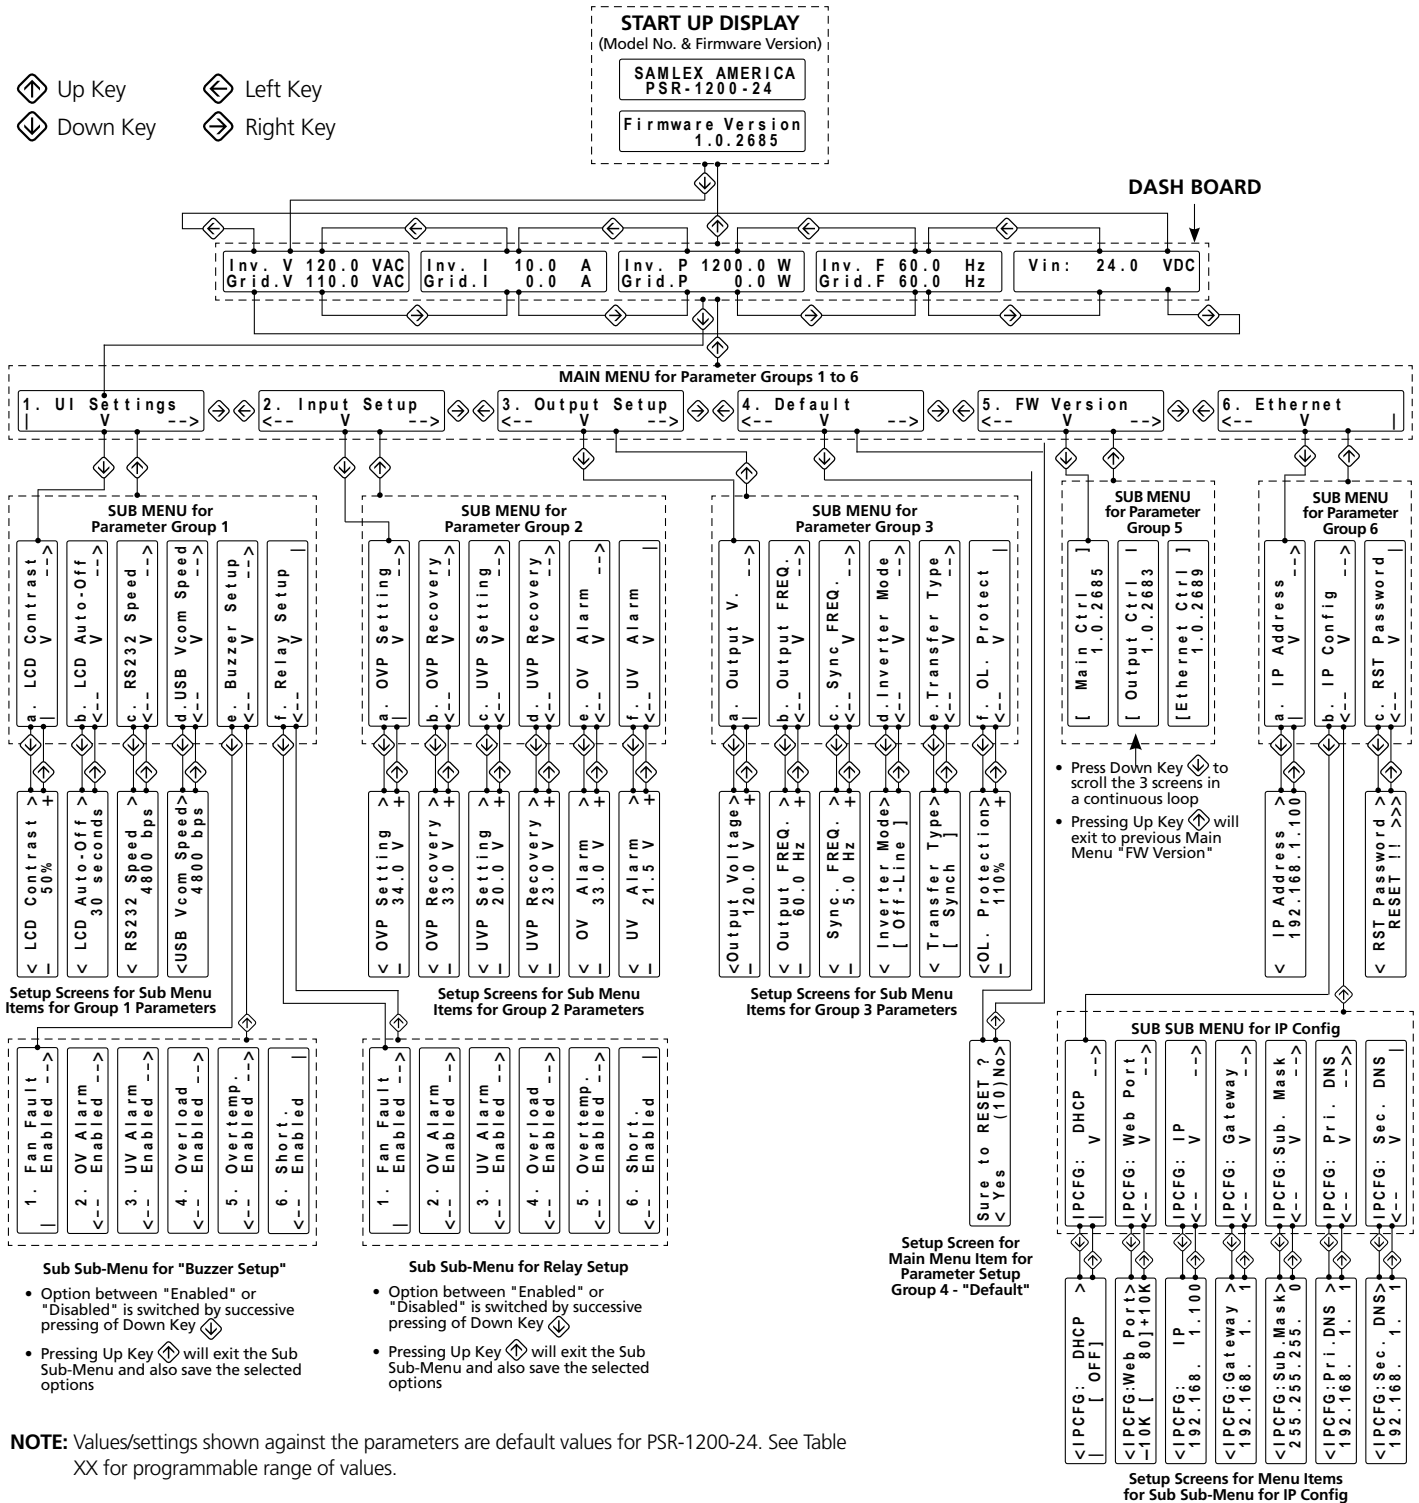 START UP DISPLAY
(Model No. & Firmware Version)
SAMLEX AMERICA
PSR-1200-24
Firmware Version
1.0.2685
Up Key
Left Key
Down Key
Right Key
DASH BOARD
Inv. V 120.0 VAC
Grid.V 110.0 VAC
Inv. I 10.0 A
Grid.I 0.0 A
Inv. P 1200.0 W
Grid.P 0.0 W
Inv. F 60.0 Hz
Grid.F 60.0 Hz
Vin: 24.0 VDC
MAIN MENU for Parameter Groups 1 to 6
1. UI Settings
| V -->
2. Input Setup
<-- V -->
3. Output Setup
<-- V -->
4. Default
<-- V -->
5. FW Version
<-- V -->
6. Ethernet
<-- V |
SUB MENU for
Parameter Group 1
a. LCD Contrast
| V -->
b. LCD Auto-Off
<-- V -->
c. RS232 Speed
<-- V -->
d.USB Vcom Speed
<-- V -->
e. Buzzer Setup
<-- V -->
f. Relay Setup
<-- V |
SUB MENU for
Parameter Group 2
a. OVP Setting
| V -->
b. OVP Recovery
<-- V -->
c. UVP Setting
<-- V -->
d. UVP Recovery
<-- V -->
e. OV Alarm
<-- V -->
f. UV Alarm
<-- V |
SUB MENU for
Parameter Group 3
a. Output V.
| V -->
b. Output FREQ.
<-- V -->
c. Sync FREQ.
<-- V -->
d.Inverter Mode
<-- V -->
e.Transfer Type
<-- V -->
f. OL. Protect
<-- V |
SUB MENU
for Parameter
Group 5
[ Main Ctrl ]
1.0.2685
[ Output Ctrl ]
1.0.2683
[Ethernet Ctrl ]
1.0.2689
SUB MENU
for Parameter
Group 6
a. IP Address
| V -->
b. IP Config
<-- V -->
c. RST Password
<-- V |
• Press Down Key to
scroll the 3 screens in
a continuous loop
• Pressing Up Key will
exit to previous Main
Menu "FW Version"
< LCD Contrast >
— 50% +
< LCD Auto-Off >
30 seconds
< RS232 Speed >
4800 bps
<USB Vcom Speed>
4800 bps
Setup Screens for Sub Menu
Items for Group 1 Parameters
< OVP Setting >
— 34.0 V +
< OVP Recovery >
— 33.0 V +
< UVP Setting >
— 20.0 V +
< UVP Recovery >
— 23.0 V +
< OV Alarm >
— 33.0 V +
< UV Alarm >
— 21.5 V +
Setup Screens for Sub Menu
Items for Group 2 Parameters
<Output Voltage>
— 120.0 V +
< Output FREQ. >
— 60.0 Hz +
< Sync. FREQ. >
— 5.0 Hz +
< Inverter Mode>
[ Off-Line ]
< Transfer Type>
[ Synch ]
<OL. Protection>
— 110% +
Setup Screens for Sub Menu
Items for Group 3 Parameters
Sure to RESET ?
< Yes (10)No>
Setup Screen for
Main Menu Item for
Parameter Setup
Group 4 - "Default"
< IP Address >
192.168.1.100
< RST Password >
RESET !! >>>
1. Fan Fault
| Enabled -->
2. OV Alarm
<-- Enabled -->
3. UV Alarm
<-- Enabled -->
4. Overload
<-- Enabled -->
5. Overtemp.
<-- Enabled -->
6. Short.
<-- Enabled |
Sub Sub-Menu for "Buzzer Setup"
• Option between "Enabled" or
"Disabled" is switched by successive
pressing of Down Key
• Pressing Up Key will exit the Sub
Sub-Menu and also save the selected
options
1. Fan Fault
| Enabled -->
2. OV Alarm
<-- Enabled -->
3. UV Alarm
<-- Enabled -->
4. Overload
<-- Enabled -->
5. Overtemp.
<-- Enabled -->
6. Short.
<-- Enabled |
Sub Sub-Menu for Relay Setup
• Option between "Enabled" or
"Disabled" is switched by successive
pressing of Down Key
• Pressing Up Key will exit the Sub
Sub-Menu and also save the selected
options
SUB SUB MENU for IP Config
IPCFG: DHCP
| V -->
IPCFG: Web Port
<-- V -->
IPCFG: IP
<-- V -->
IPCFG: Gateway
<-- V -->
IPCFG:Sub. Mask
<-- V -->
IPCFG: Pri. DNS
<-- V -->>
IPCFG: Sec. DNS
<-- V |
<IPCFG: DHCP >
| [ OFF]
<IPCFG:Web Port>
—10K [ 80]+10K
<IPCFG: IP
192.168. 1.100
<IPCFG:Gateway >
192.168. 1. 1
<IPCFG:Sub.Mask>
255.255.255. 0
<IPCFG:Pri.DNS >
192.168. 1. 1
<IPCFG:Sec. DNS>
192.168. 1. 1
Setup Screens for Menu Items
for Sub Sub-Menu for IP Config
NOTE: Values/settings shown against the parameters are default values for PSR-1200-24. See Table
XX for programmable range of values.